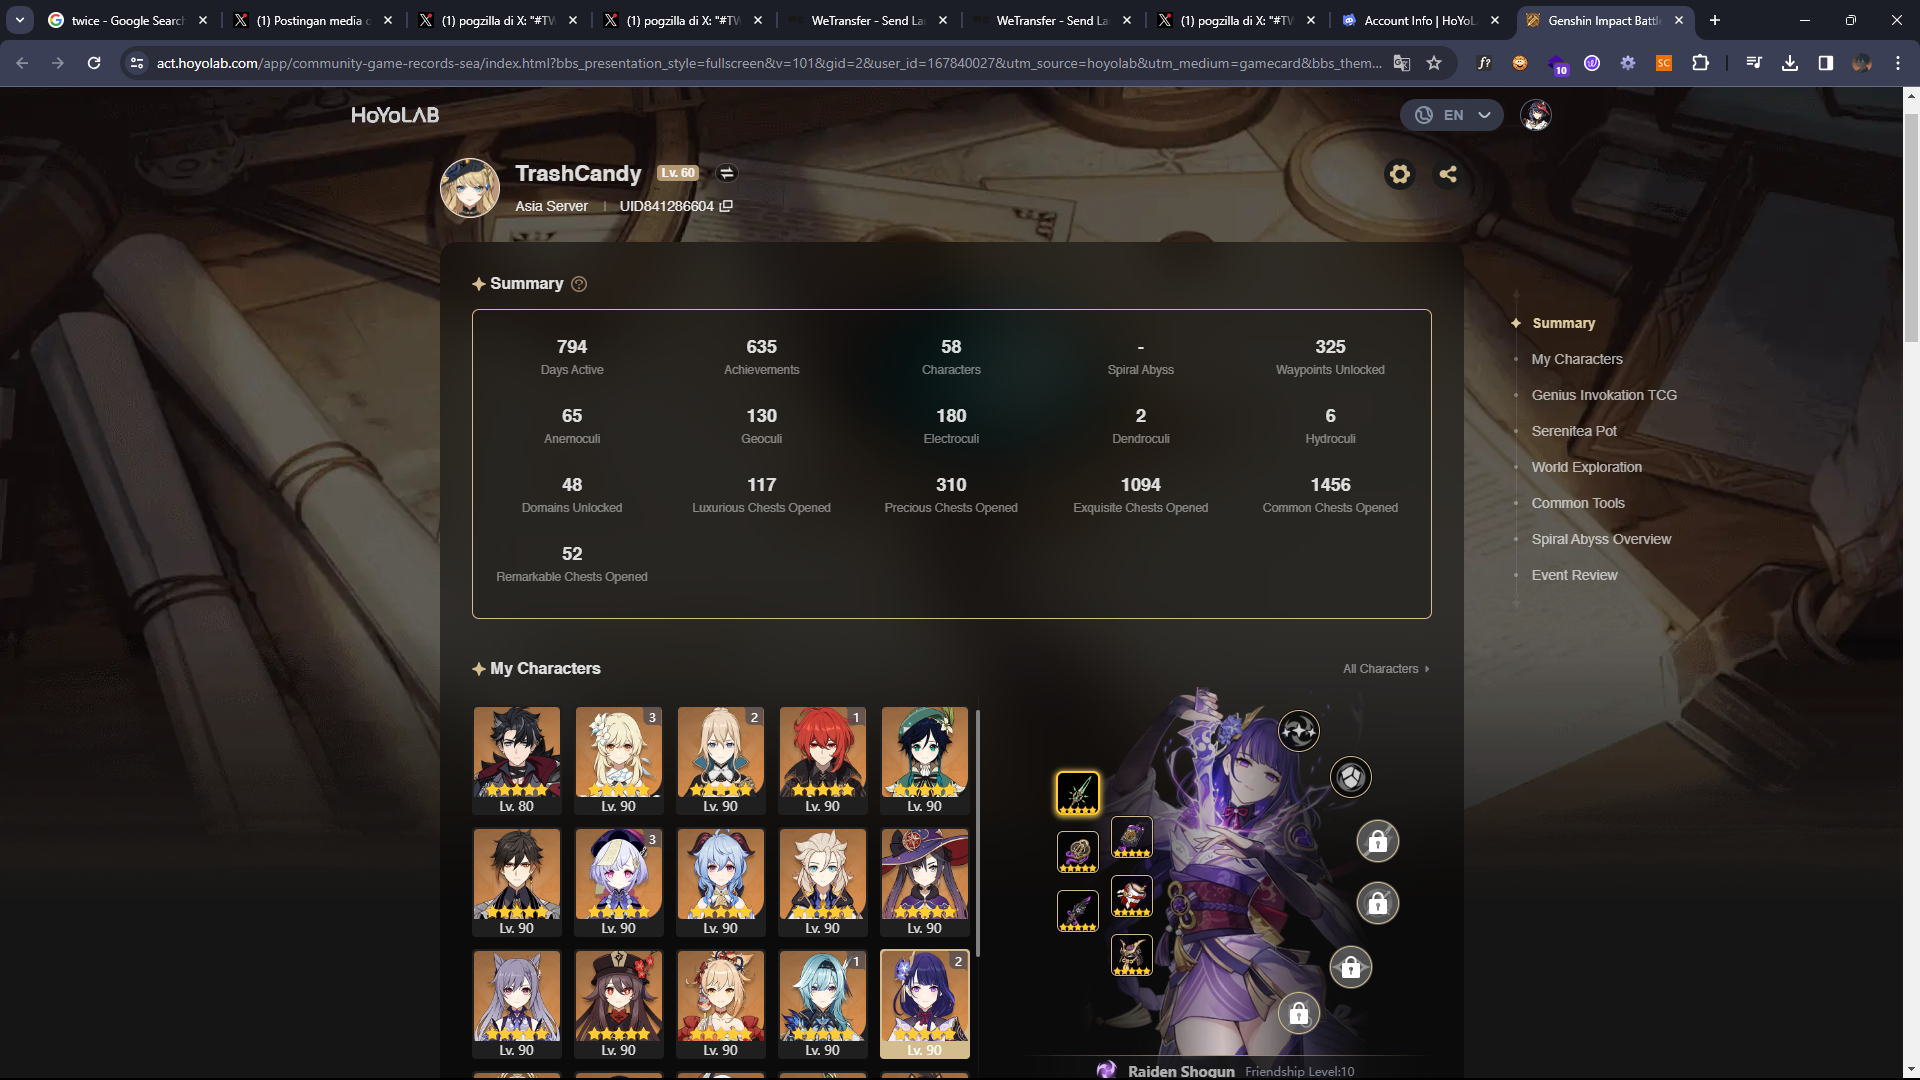 twice - Google Search
(1) Postingan media d
(1) pogzilla di X: "#TW
(1) pogzilla di X: "#TW
WeTransfer - Send La
WeTransfer - Send La
(1) pogzilla di X: "#TW
Account Info | HoYoL
Genshin Impact Battl
act.hoyolab.com/app/community-game-records-sea/index.html?bbs_presentation_style=fullscreen&v=101&gid=2&user_id=167840027&utm_source=hoyolab&utm_medium=gamecard&bbs_them...
f?
10
SC
HoYoLAB
EN
TrashCandy Lv. 60
Asia Server | UID841286604
Summary
794
Days Active
635
Achievements
58
Characters
-
Spiral Abyss
325
Waypoints Unlocked
65
Anemoculi
130
Geoculi
180
Electroculi
2
Dendroculi
6
Hydroculi
48
Domains Unlocked
117
Luxurious Chests Opened
310
Precious Chests Opened
1094
Exquisite Chests Opened
1456
Common Chests Opened
52
Remarkable Chests Opened
Summary
My Characters
Genius Invokation TCG
Serenitea Pot
World Exploration
Common Tools
Spiral Abyss Overview
Event Review
My Characters
All Characters
3
2
1
Lv. 80
Lv. 90
Lv. 90
Lv. 90
Lv. 90
3
Lv. 90
Lv. 90
Lv. 90
Lv. 90
Lv. 90
1
2
Lv. 90
Lv. 90
Lv. 90
Lv. 90
Lv. 90
Raiden Shogun Friendship Level:10